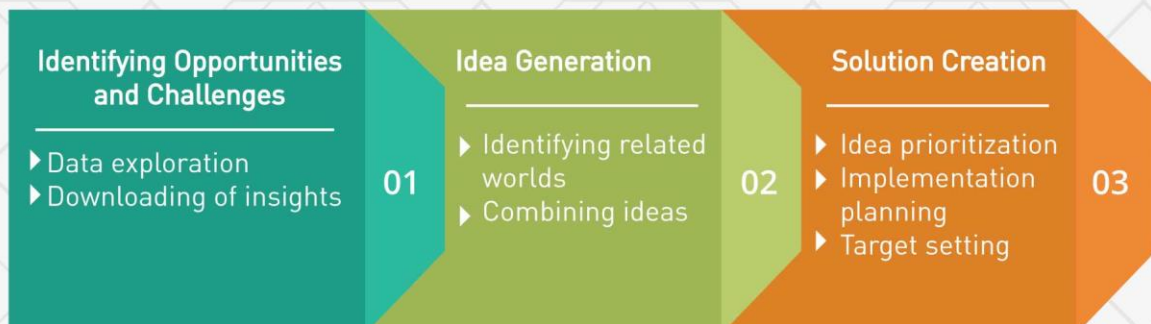 Identifying Opportunities
and Challenges
Data exploration
Downloading of insights
01
Idea Generation
Identifying related
worlds
Combining ideas
02
Solution Creation
Idea prioritization
Implementation
planning
Target setting
03